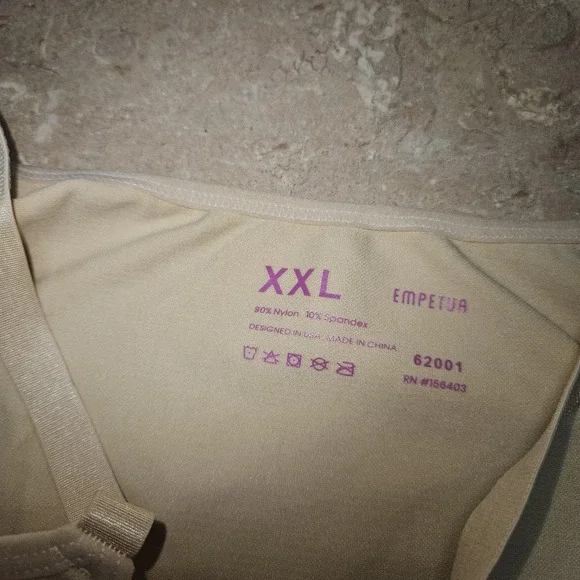 XXL
EMPETUA
90% Nylon 10% Spandex
DESIGNED IN USA, MADE IN CHINA
62001
RN #156403